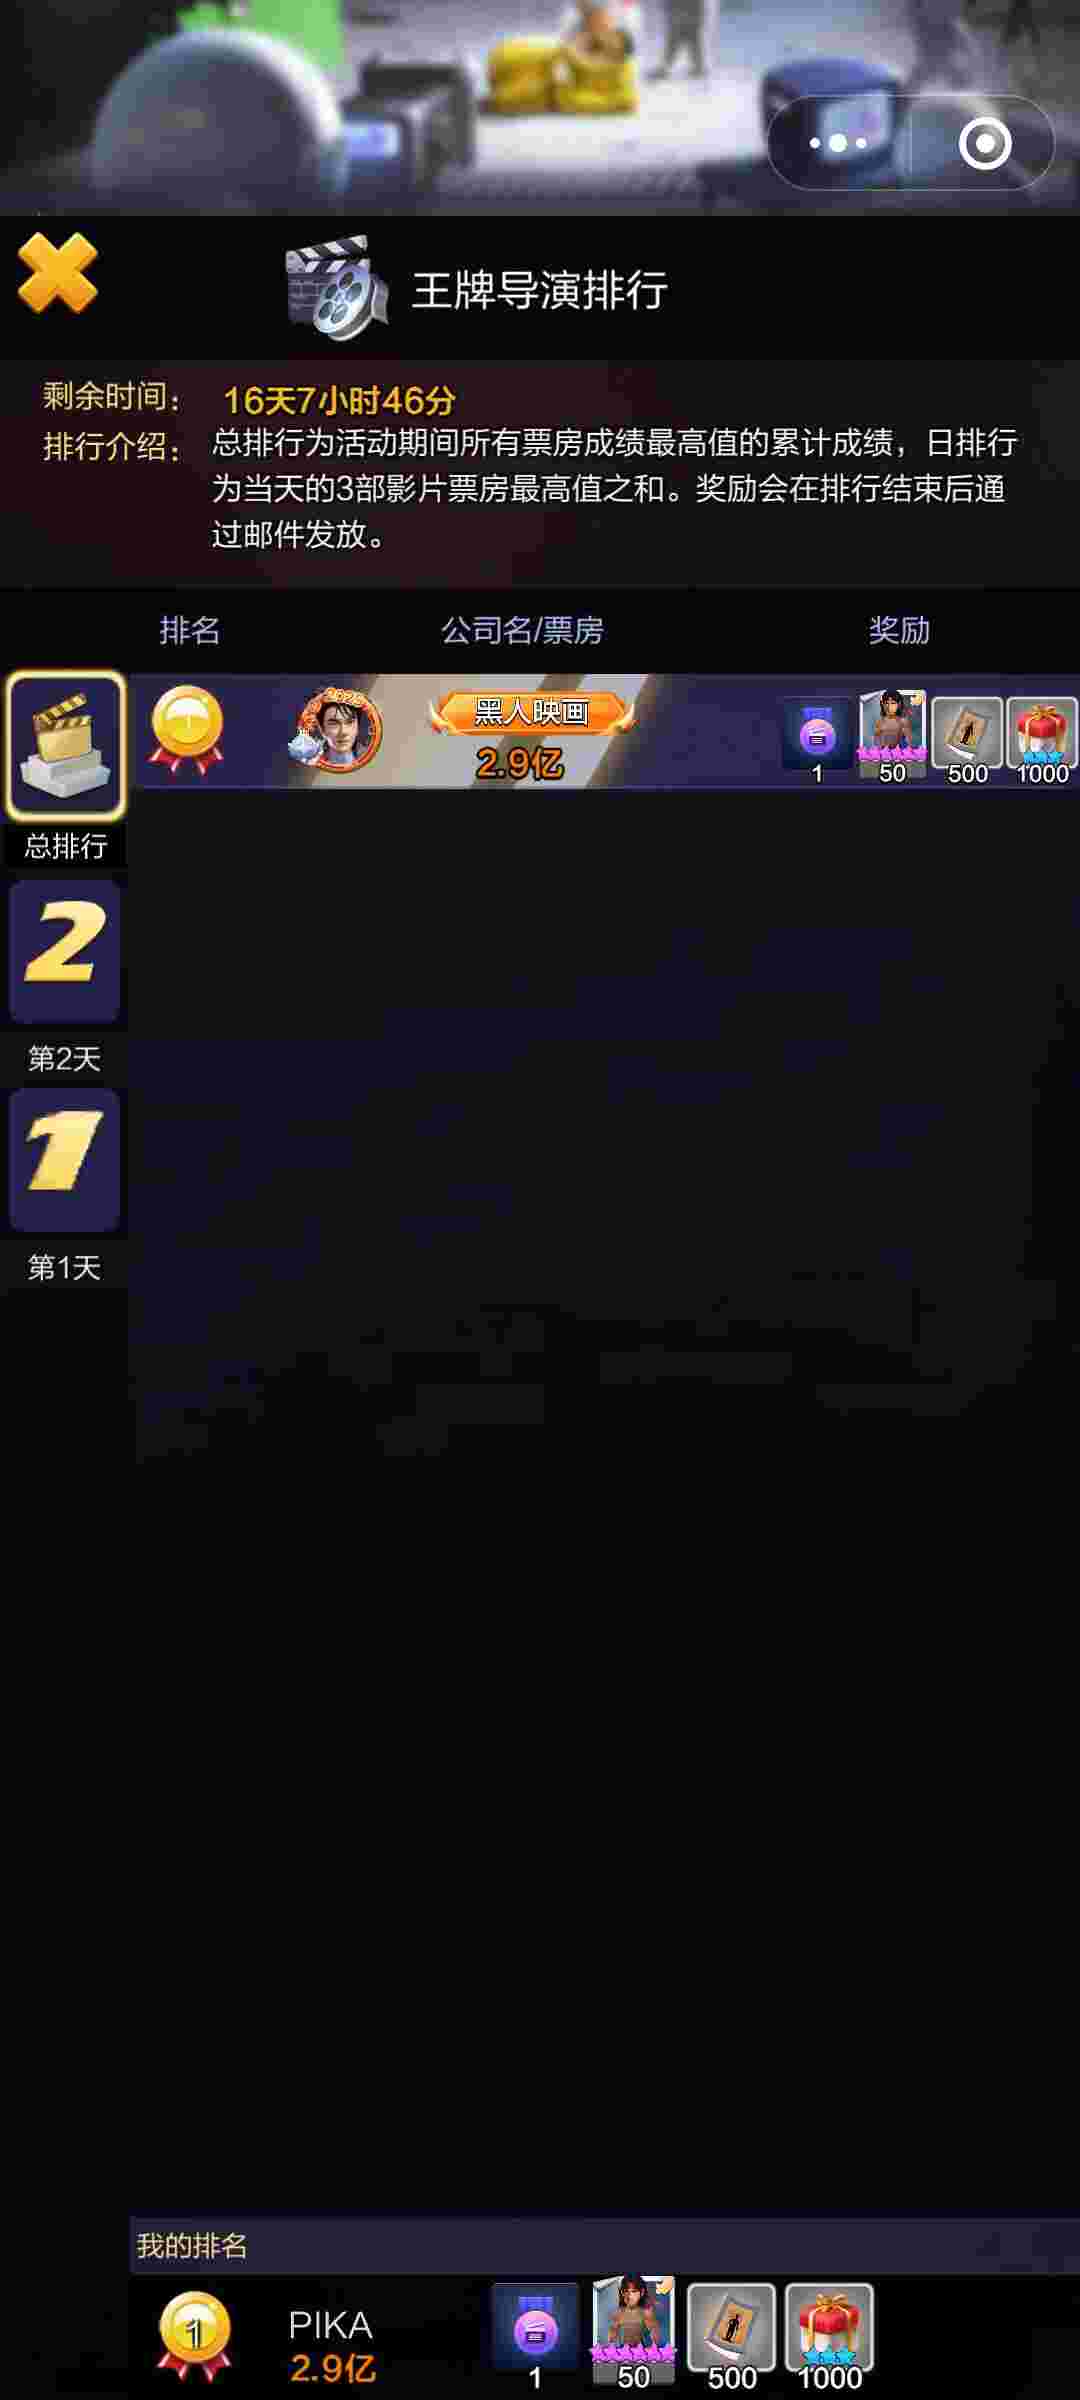 王牌导演排行
剩余时间： 16天7小时46分
排行介绍： 总排行为活动期间所有票房成绩最高值的累计成绩，日排行
为当天的3部影片票房最高值之和。奖励会在排行结束后通
过邮件发放。
排名 公司名/票房 奖励
黑人映画
2.9亿
1 50 500 1000
总排行
2
第2天
1
第1天
我的排名
1 PIKA
2.9亿
1 50 500 1000